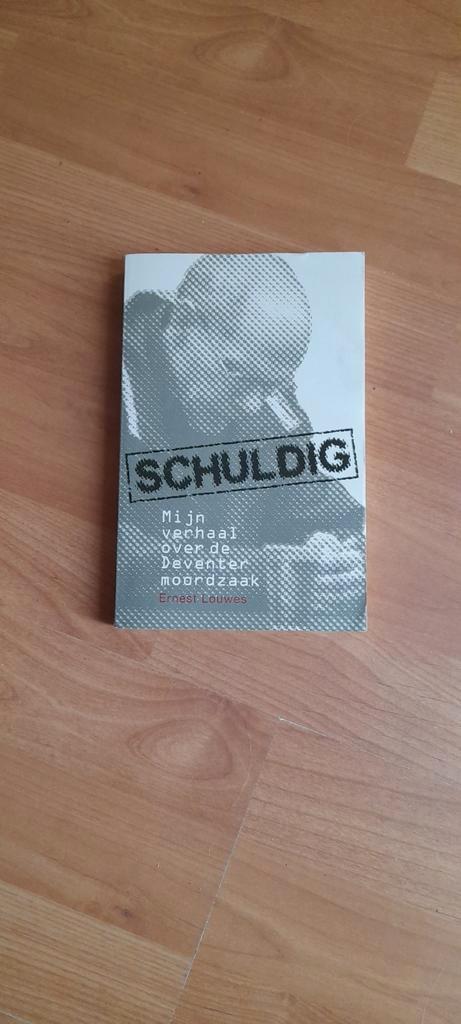 SCHULDIG
Mijn
verhaal
over de
Deventer
moordzaak
Ernest Louwes